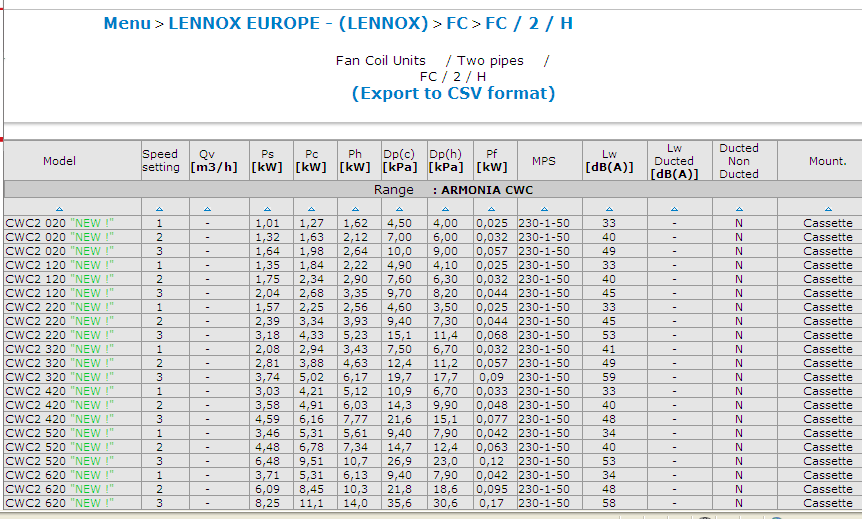 Menu > LENNOX EUROPE - (LENNOX) > FC > FC / 2 / H
Fan Coil Units / Two pipes /
FC / 2 / H
(Export to CSV format)
Model Speed setting Qv [m3/h] Ps [kW] Pc [kW] Ph [kW] Dp(c) [kPa] Dp(h) [kPa] Pf [kW] MPS Lw [dB(A)] Lw Ducted [dB(A)] Ducted Non Ducted Mount.
Range : ARMONIA CWC
CWC2 020 "NEW !" 1 - 1,01 1,27 1,62 4,50 4,00 0,025 230-1-50 33 - N Cassette
CWC2 020 "NEW !" 2 - 1,32 1,63 2,12 7,00 6,00 0,032 230-1-50 40 - N Cassette
CWC2 020 "NEW !" 3 - 1,64 1,98 2,64 10,0 9,00 0,057 230-1-50 49 - N Cassette
CWC2 120 "NEW !" 1 - 1,35 1,84 2,22 4,90 4,10 0,025 230-1-50 33 - N Cassette
CWC2 120 "NEW !" 2 - 1,75 2,34 2,90 7,60 6,30 0,032 230-1-50 40 - N Cassette
CWC2 120 "NEW !" 3 - 2,04 2,68 3,35 9,70 8,20 0,044 230-1-50 45 - N Cassette
CWC2 220 "NEW !" 1 - 1,57 2,25 2,56 4,60 3,50 0,025 230-1-50 33 - N Cassette
CWC2 220 "NEW !" 2 - 2,39 3,34 3,93 9,40 7,30 0,044 230-1-50 45 - N Cassette
CWC2 220 "NEW !" 3 - 3,18 4,33 5,23 15,1 11,4 0,068 230-1-50 53 - N Cassette
CWC2 320 "NEW !" 1 - 2,08 2,94 3,43 7,50 6,70 0,032 230-1-50 41 - N Cassette
CWC2 320 "NEW !" 2 - 2,81 3,88 4,63 12,4 11,2 0,057 230-1-50 49 - N Cassette
CWC2 320 "NEW !" 3 - 3,74 5,02 6,17 19,7 17,7 0,09 230-1-50 59 - N Cassette
CWC2 420 "NEW !" 1 - 3,03 4,21 5,12 10,9 6,70 0,033 230-1-50 33 - N Cassette
CWC2 420 "NEW !" 2 - 3,58 4,91 6,03 14,3 9,90 0,048 230-1-50 40 - N Cassette
CWC2 420 "NEW !" 3 - 4,59 6,16 7,77 21,6 15,1 0,077 230-1-50 48 - N Cassette
CWC2 520 "NEW !" 1 - 3,46 5,31 5,61 9,40 7,90 0,042 230-1-50 34 - N Cassette
CWC2 520 "NEW !" 2 - 4,48 6,78 7,34 14,7 12,4 0,063 230-1-50 40 - N Cassette
CWC2 520 "NEW !" 3 - 6,48 9,51 10,7 26,9 23,0 0,12 230-1-50 53 - N Cassette
CWC2 620 "NEW !" 1 - 3,71 5,31 6,13 9,40 7,90 0,042 230-1-50 34 - N Cassette
CWC2 620 "NEW !" 2 - 6,09 8,45 10,3 21,8 18,6 0,095 230-1-50 48 - N Cassette
CWC2 620 "NEW !" 3 - 8,25 11,1 14,0 35,6 30,6 0,17 230-1-50 58 - N Cassette